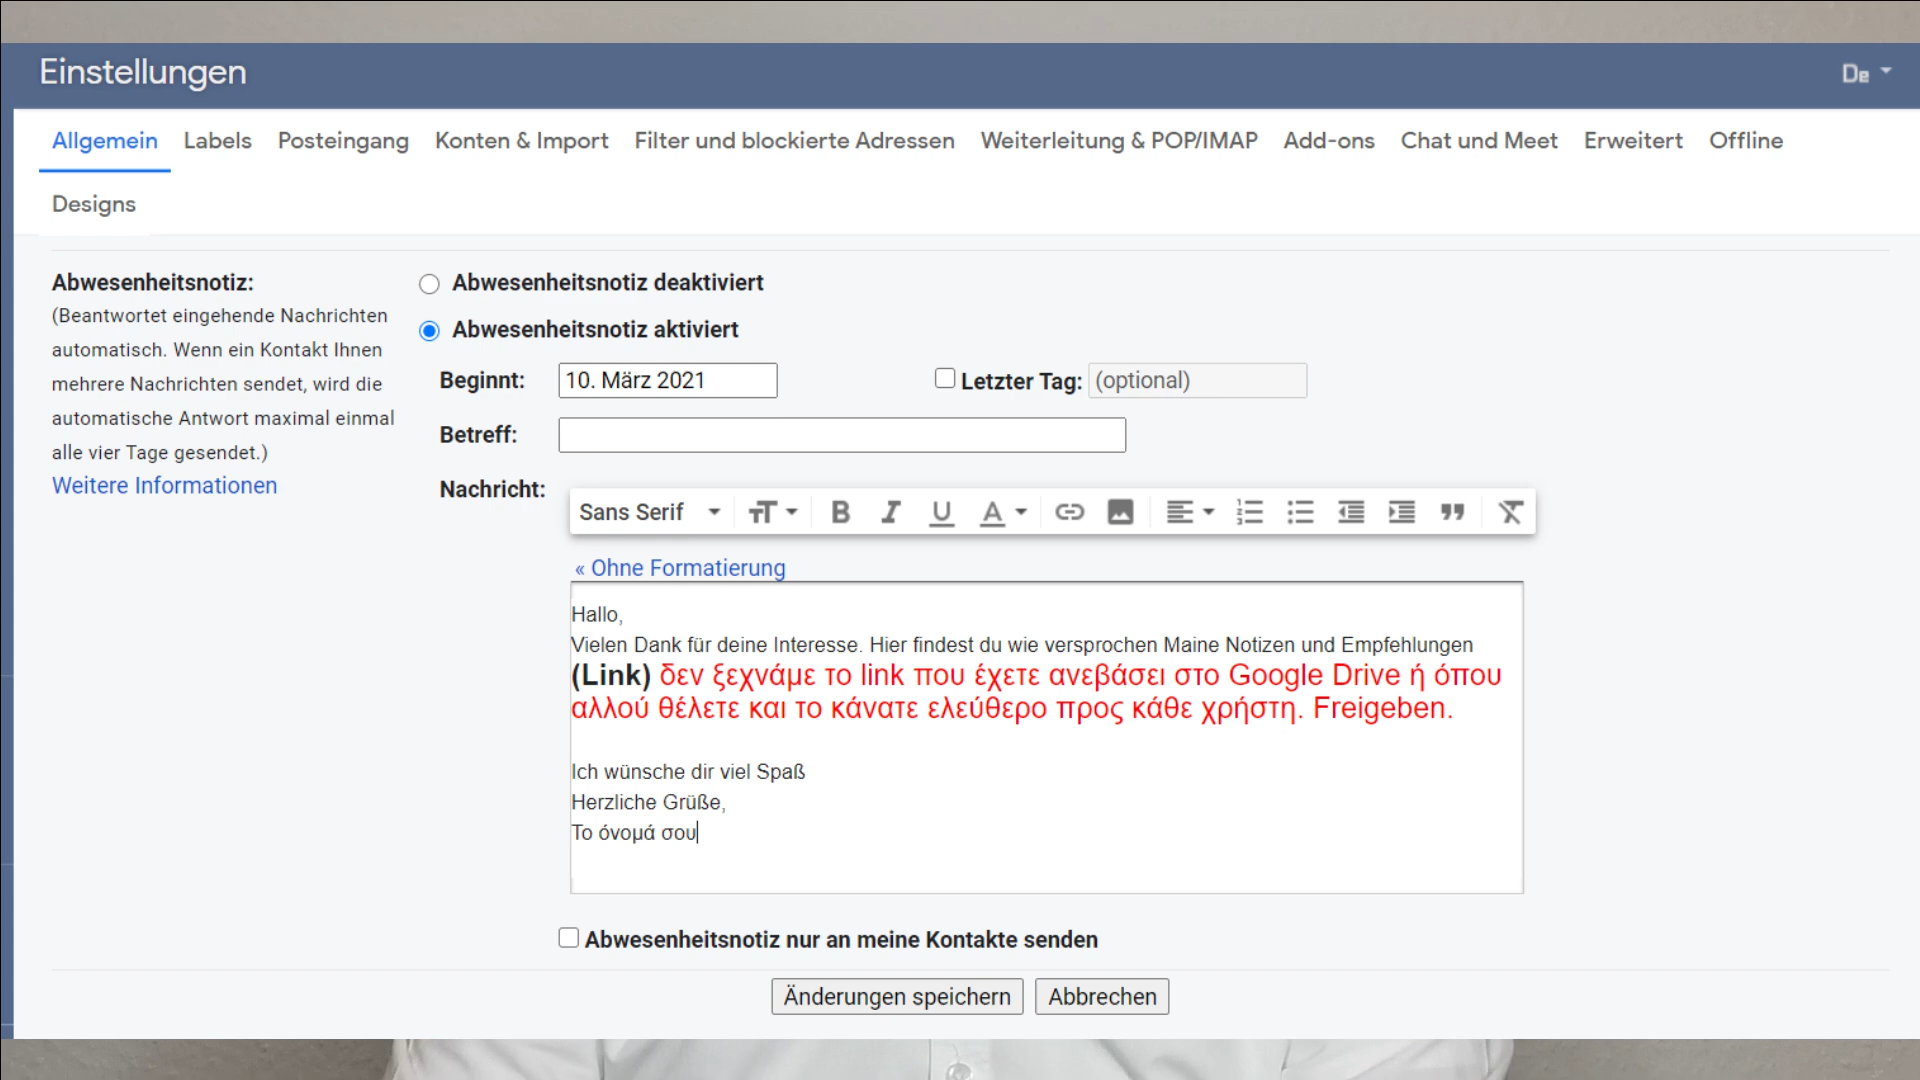 Einstellungen
De
Allgemein Labels Posteingang Konten & Import Filter und blockierte Adressen Weiterleitung & POP/IMAP Add-ons Chat und Meet Erweitert Offline
Designs
Abwesenheitsnotiz:
(Beantwortet eingehende Nachrichten
automatisch. Wenn ein Kontakt Ihnen
mehrere Nachrichten sendet, wird die
automatische Antwort maximal einmal
alle vier Tage gesendet.)
Weitere Informationen
Abwesenheitsnotiz deaktiviert
Abwesenheitsnotiz aktiviert
Beginnt: 10. März 2021 Letzter Tag: (optional)
Betreff:
Nachricht:
Sans Serif
« Ohne Formatierung
Hallo,
Vielen Dank für deine Interesse. Hier findest du wie versprochen Maine Notizen und Empfehlungen
(Link) δεν ξεχνάμε το link που έχετε ανεβάσει στο Google Drive ή όπου
αλλού θέλετε και το κάνατε ελεύθερο προς κάθε χρήστη. Freigeben.
Ich wünsche dir viel Spaß
Herzliche Grüße,
Το όνομά σου
Abwesenheitsnotiz nur an meine Kontakte senden
Änderungen speichern Abbrechen